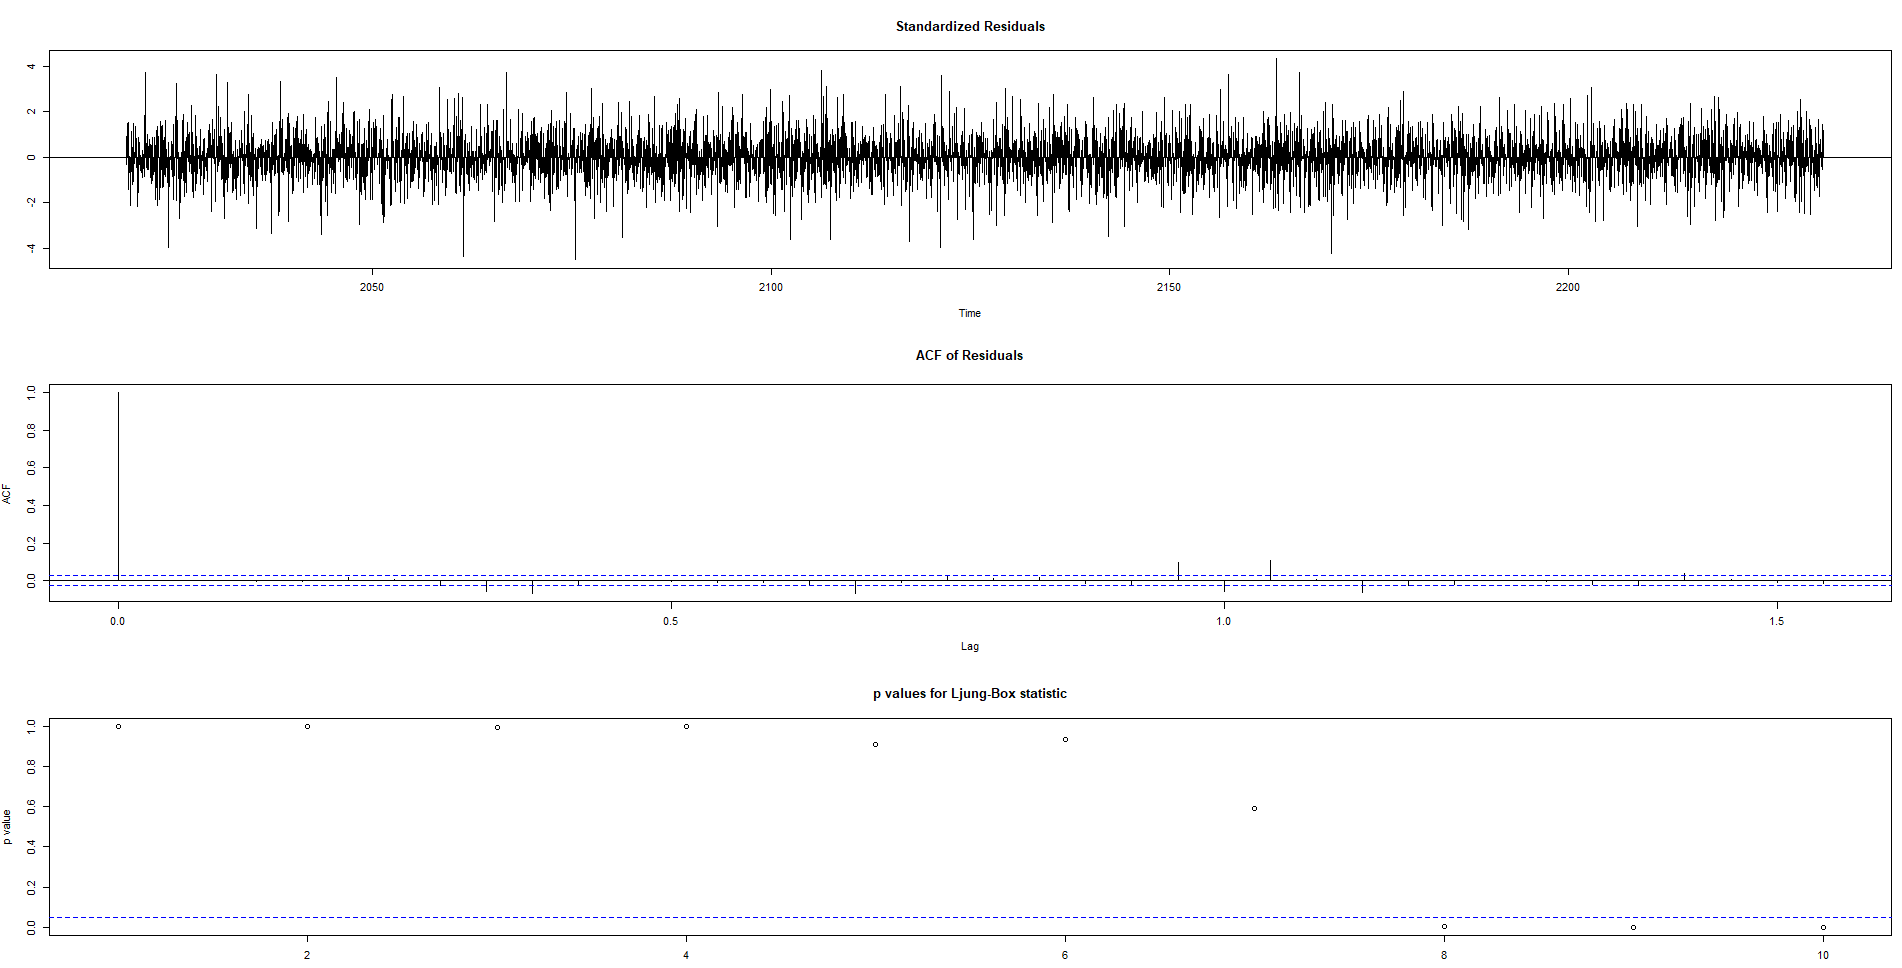 Standardized Residuals
4
2
0
-2
-4
2050 2100 2150 2200
Time
ACF of Residuals
1.0
0.8
0.6
0.4
0.2
0.0
ACF
0.0 0.5 1.0 1.5
Lag
p values for Ljung-Box statistic
1.0
0.8
0.6
0.4
0.2
0.0
p value
2 4 6 8 10